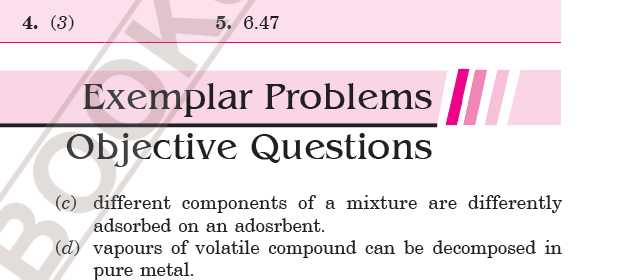 4. (3) 5. 6.47
Exemplar Problems
Objective Questions
(c) different components of a mixture are differently
adsorbed on an adosrbent.
(d) vapours of volatile compound can be decomposed in
pure metal.
BOOK